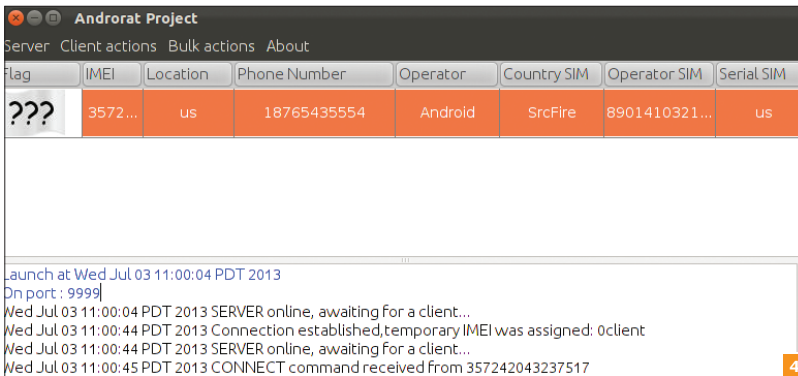 Androrat Project
Server Client actions Bulk actions About
Flag IMEI Location Phone Number Operator Country SIM Operator SIM Serial SIM
??? 3572... us 18765435554 Android SrcFire 8901410321... us
Launch at Wed Jul 03 11:00:04 PDT 2013
On port : 9999
Wed Jul 03 11:00:04 PDT 2013 SERVER online, awaiting for a client...
Wed Jul 03 11:00:44 PDT 2013 Connection established,temporary IMEI was assigned: 0client
Wed Jul 03 11:00:44 PDT 2013 SERVER online, awaiting for a client...
Wed Jul 03 11:00:45 PDT 2013 CONNECT command received from 357242043237517
4